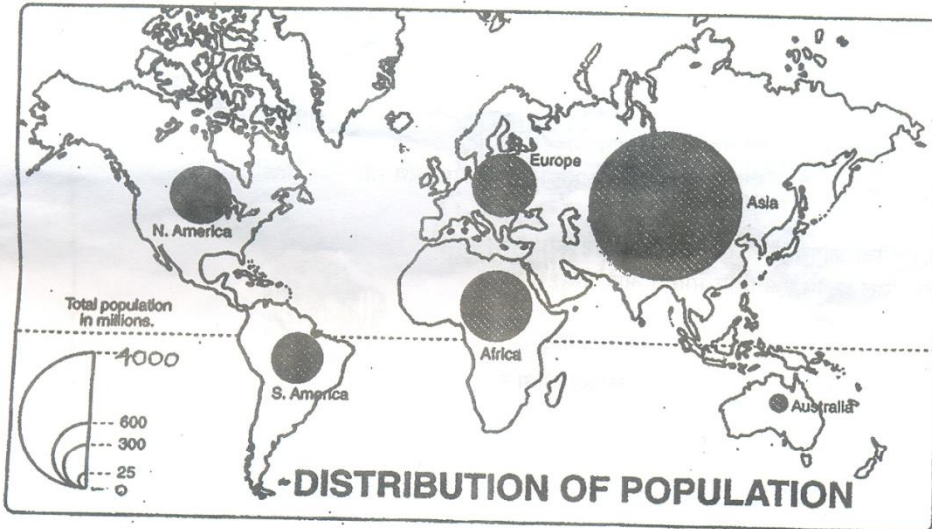 Europe
Asia
N. America
Total population
in millions.
Africa
4000
S. America
Australia
600
300
25
0
DISTRIBUTION OF POPULATION